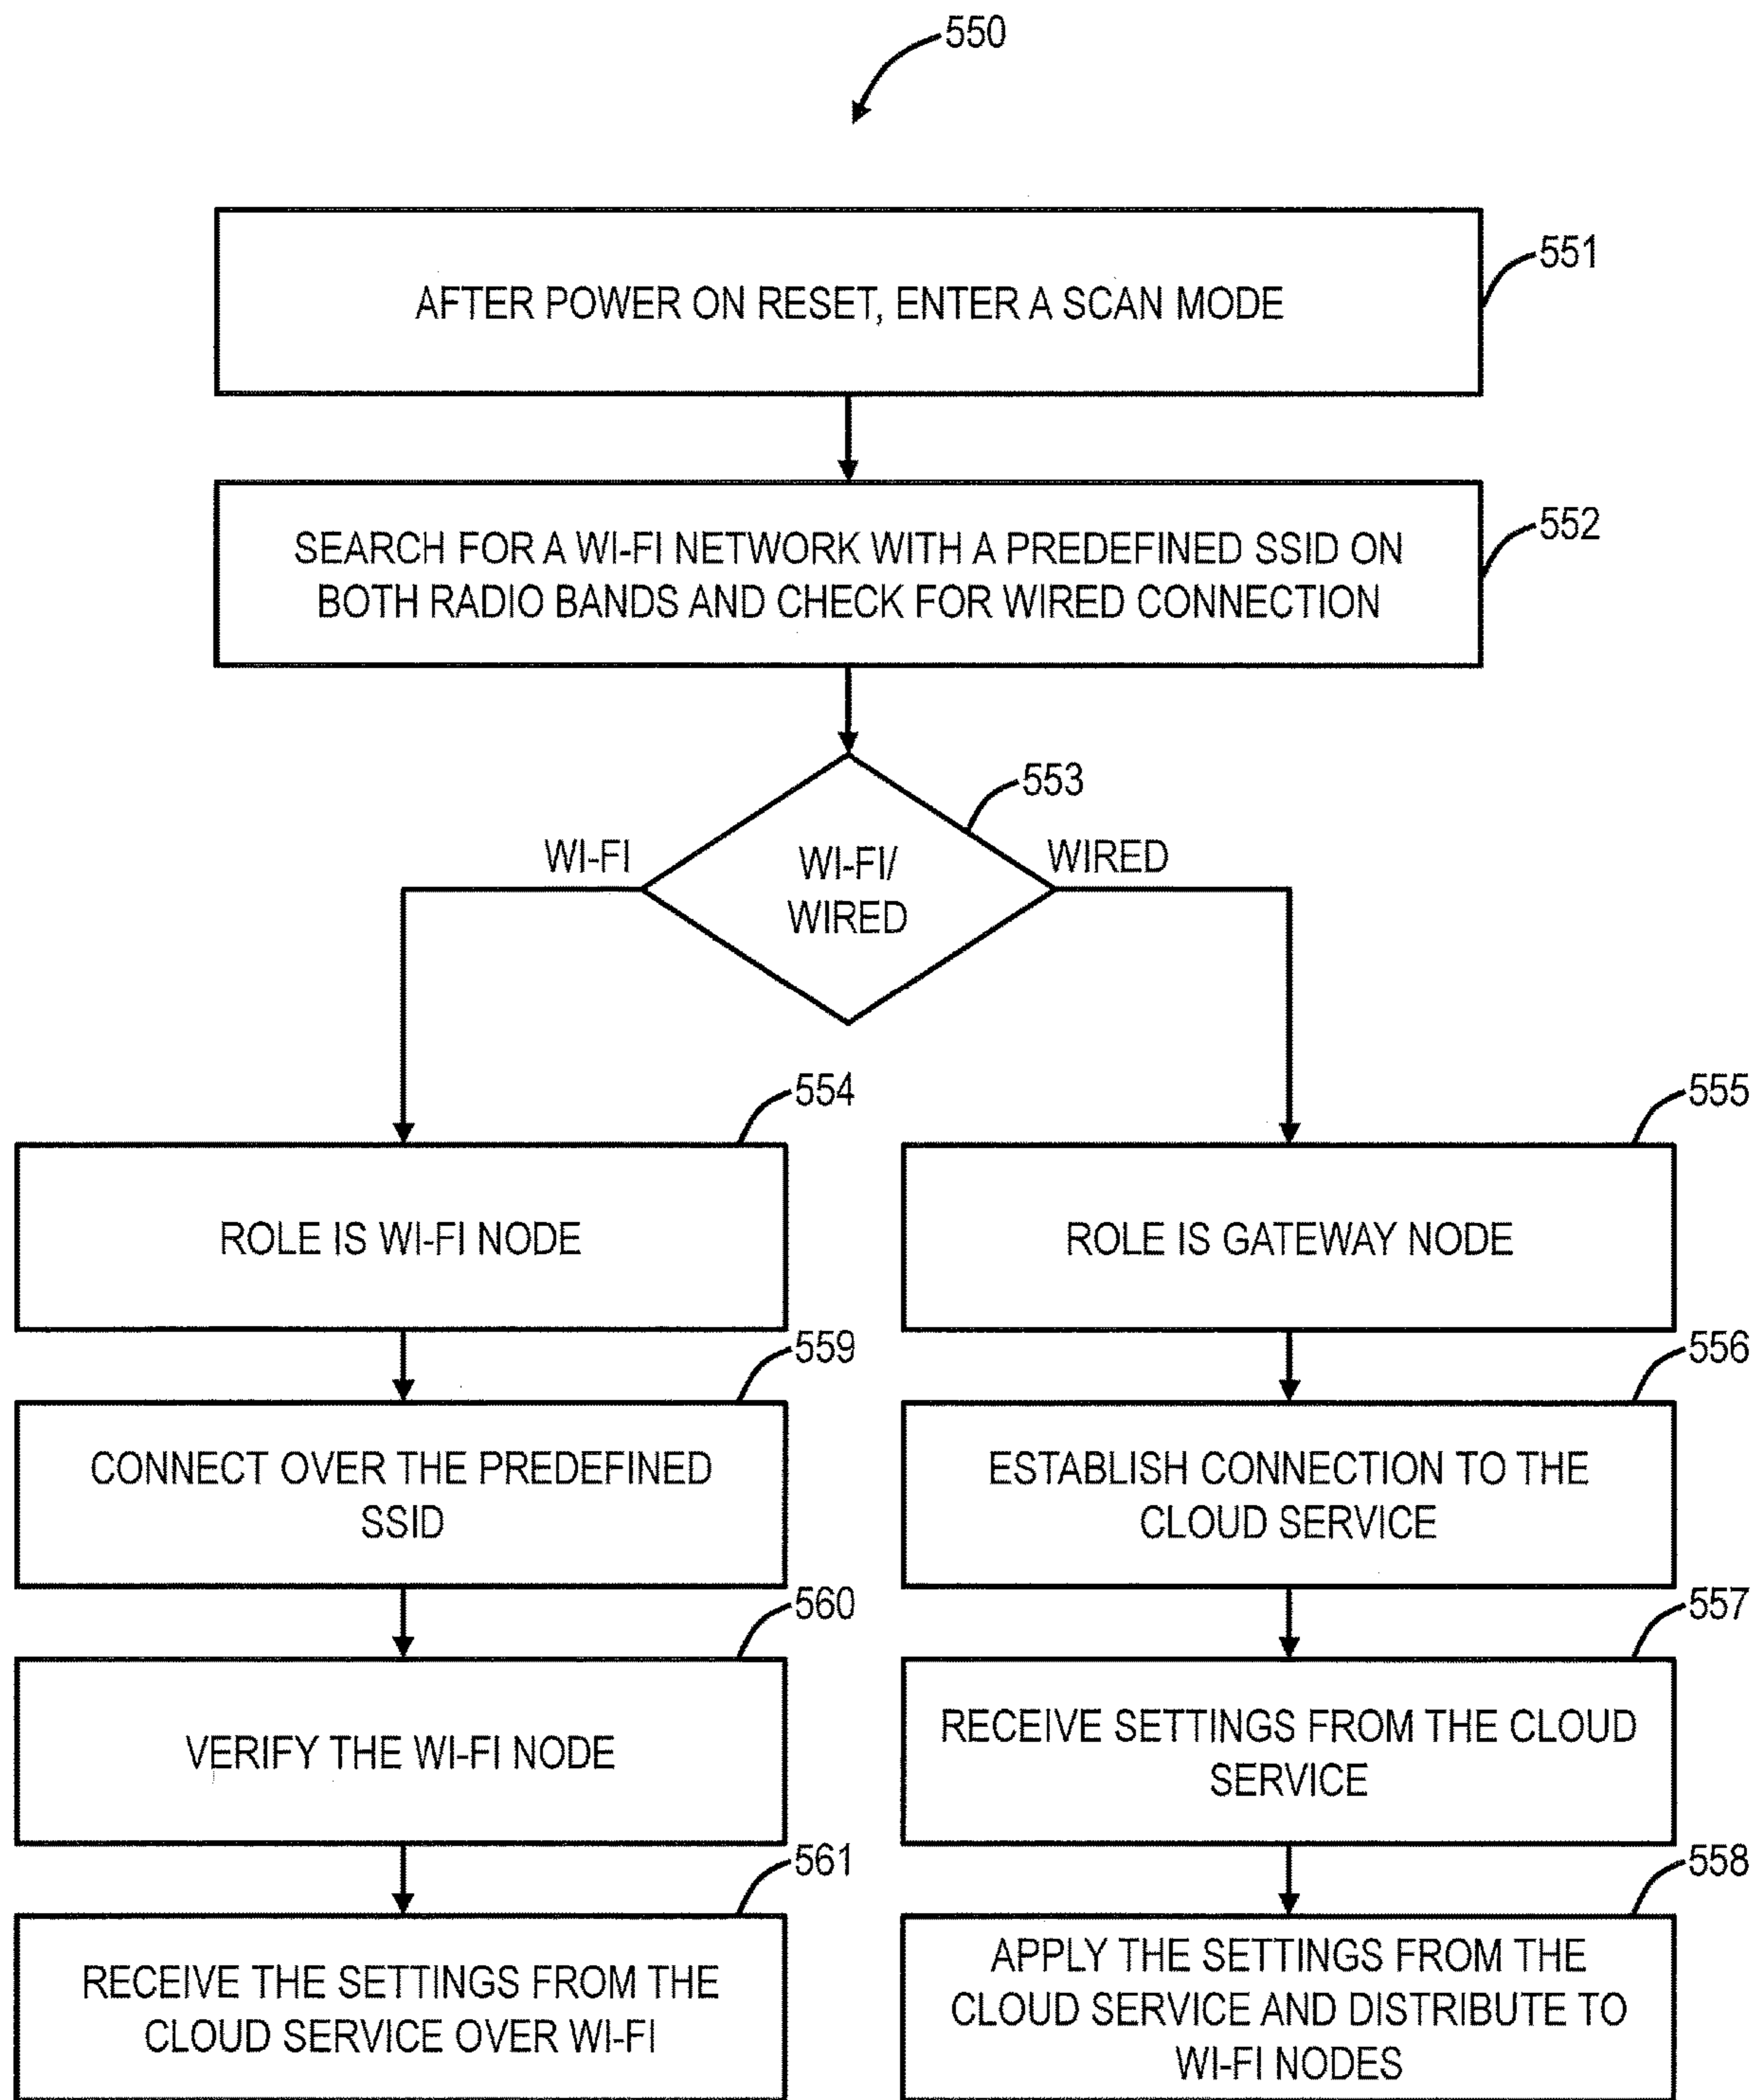 550
AFTER POWER ON RESET, ENTER A SCAN MODE
551
SEARCH FOR A WI-FI NETWORK WITH A PREDEFINED SSID ON
BOTH RADIO BANDS AND CHECK FOR WIRED CONNECTION
552
553
WI-FI
WI-FI/
WIRED
WIRED
554
ROLE IS WI-FI NODE
555
ROLE IS GATEWAY NODE
559
CONNECT OVER THE PREDEFINED
SSID
556
ESTABLISH CONNECTION TO THE
CLOUD SERVICE
560
VERIFY THE WI-FI NODE
557
RECEIVE SETTINGS FROM THE CLOUD
SERVICE
561
RECEIVE THE SETTINGS FROM THE
CLOUD SERVICE OVER WI-FI
558
APPLY THE SETTINGS FROM THE
CLOUD SERVICE AND DISTRIBUTE TO
WI-FI NODES